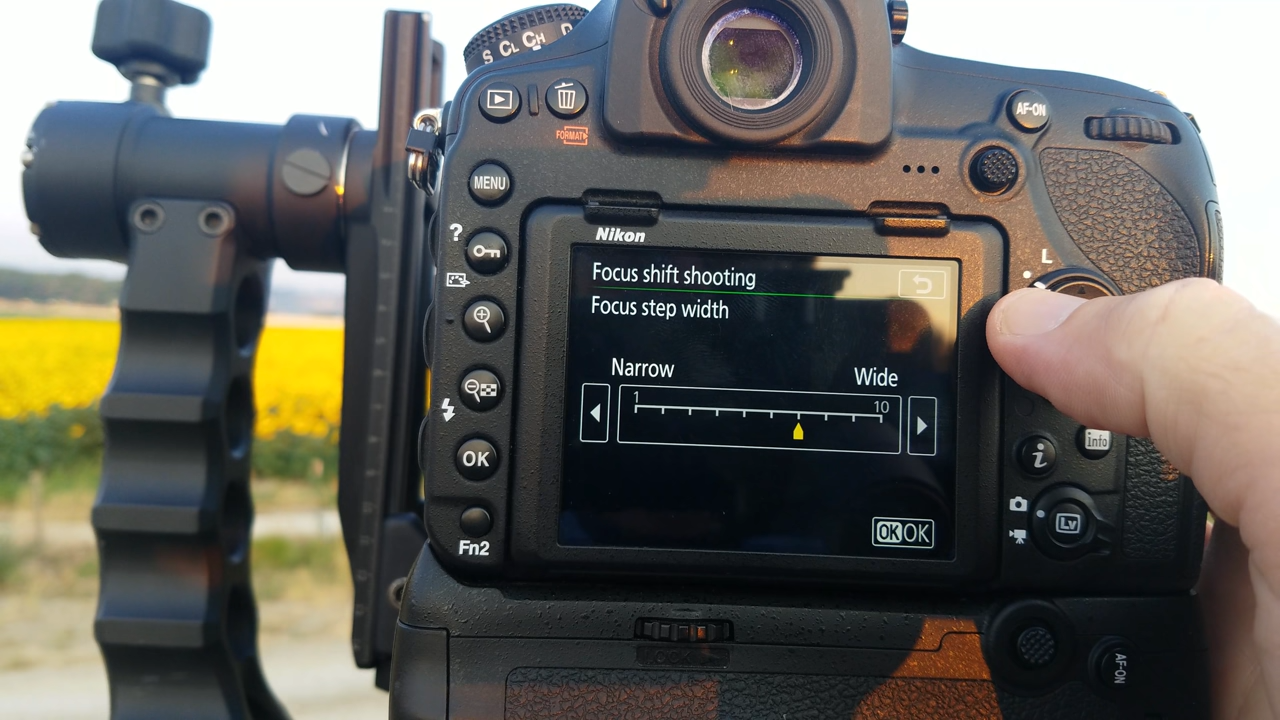 S CL CH
FORMAT
AF-ON
MENU
?
L
Nikon
Focus shift shooting
Focus step width
Narrow Wide
1 10
OK
info
i
Lv
OK OK
Fn2
AF-ON